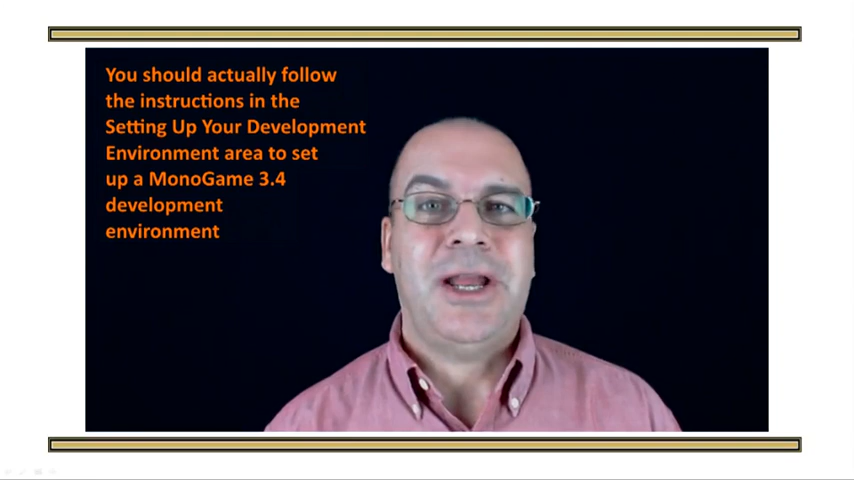 You should actually follow
the instructions in the
Setting Up Your Development
Environment area to set
up a MonoGame 3.4
development
environment